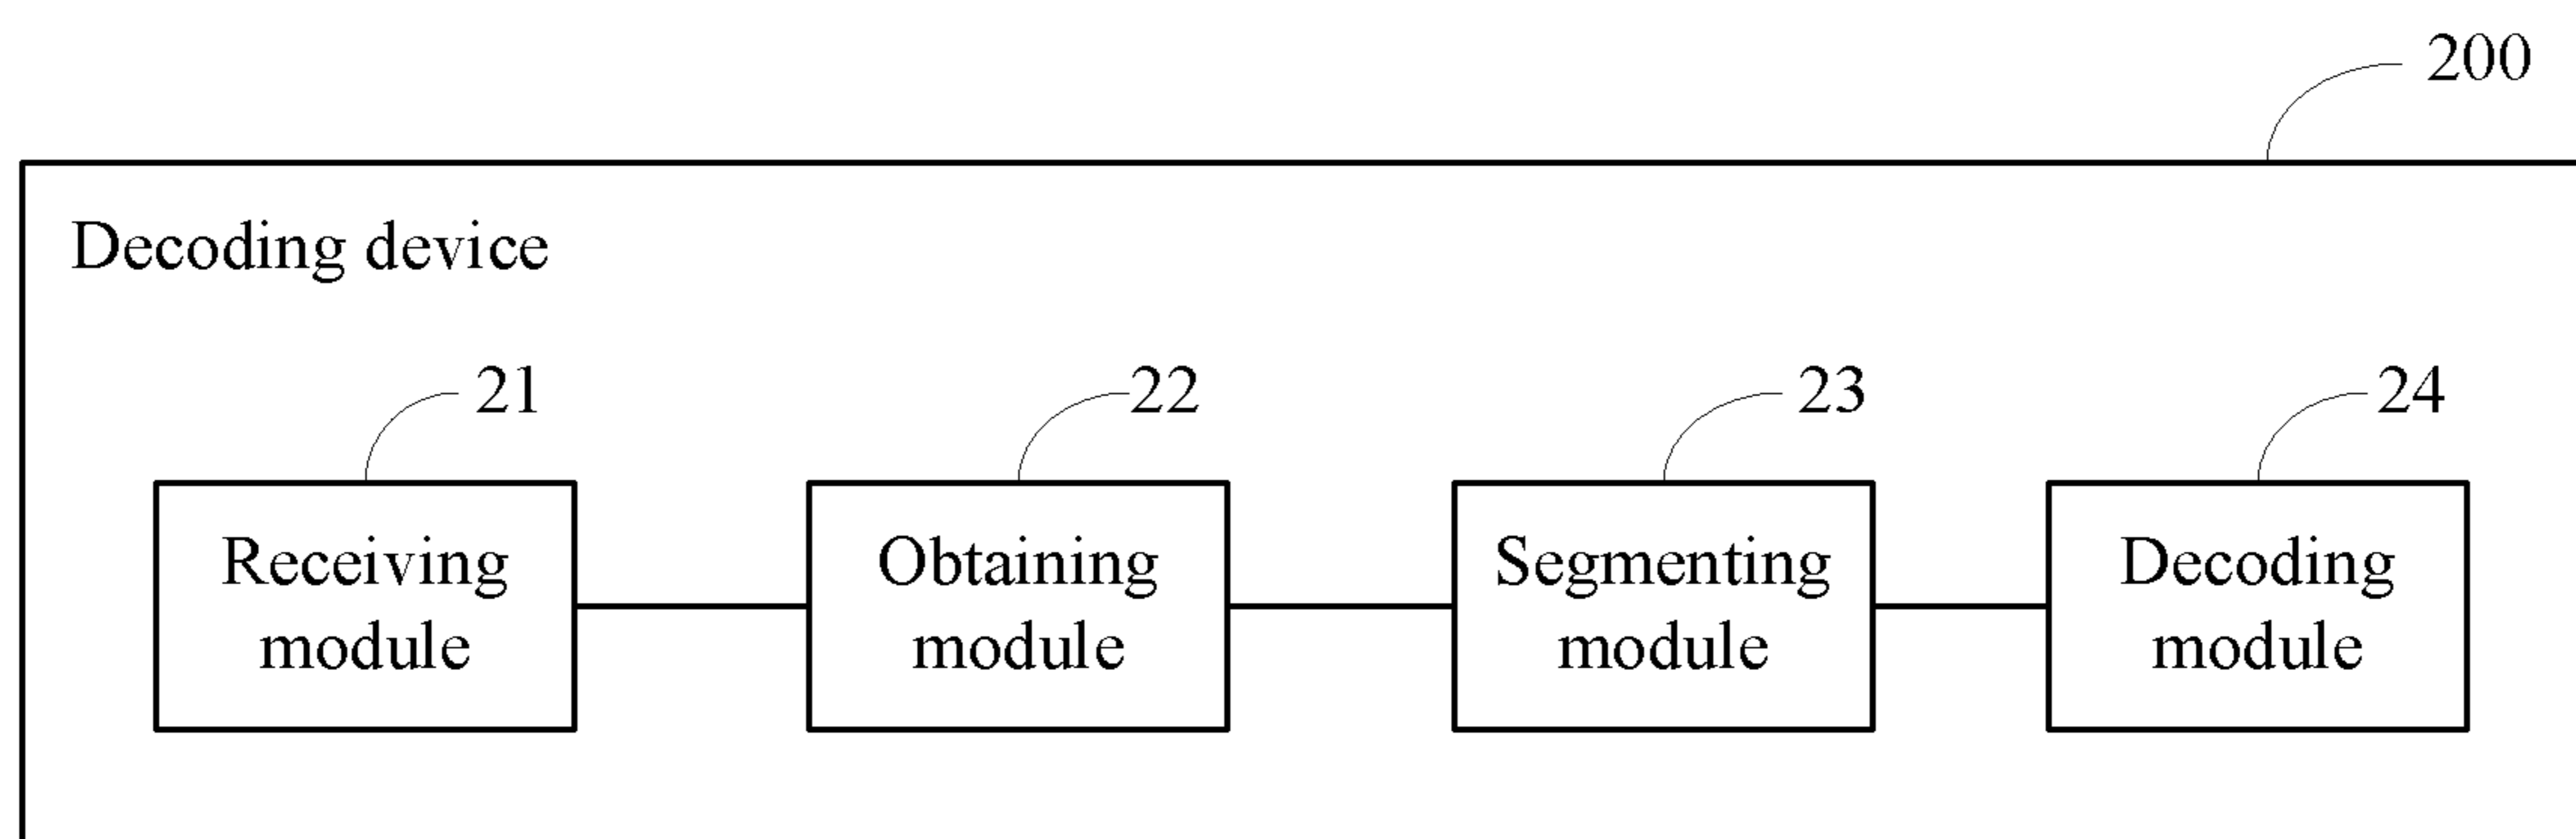 200
Decoding device
21
22
23
24
Receiving
module
Obtaining
module
Segmenting
module
Decoding
module